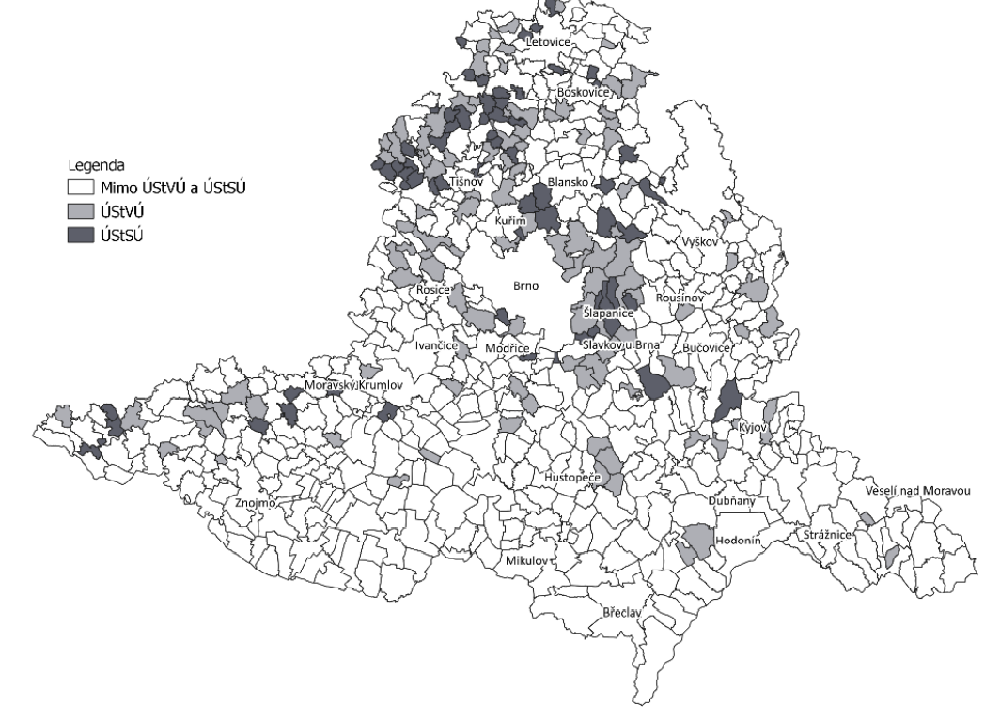 Letovice
Boskovice
Legenda
Mimo ÚStVÚ a ÚStSÚ
ÚStVÚ
ÚStSÚ
Tišnov
Blansko
Kuřim
Vyškov
Brno
Rosice
Rousínov
Šlapanice
Ivančice
Modřice
Slavkov u Brna
Bučovice
Moravský Krumlov
Kyjov
Hustopeče
Veselí nad Moravou
Znojmo
Dubňany
Strážnice
Hodonín
Mikulov
Břeclav